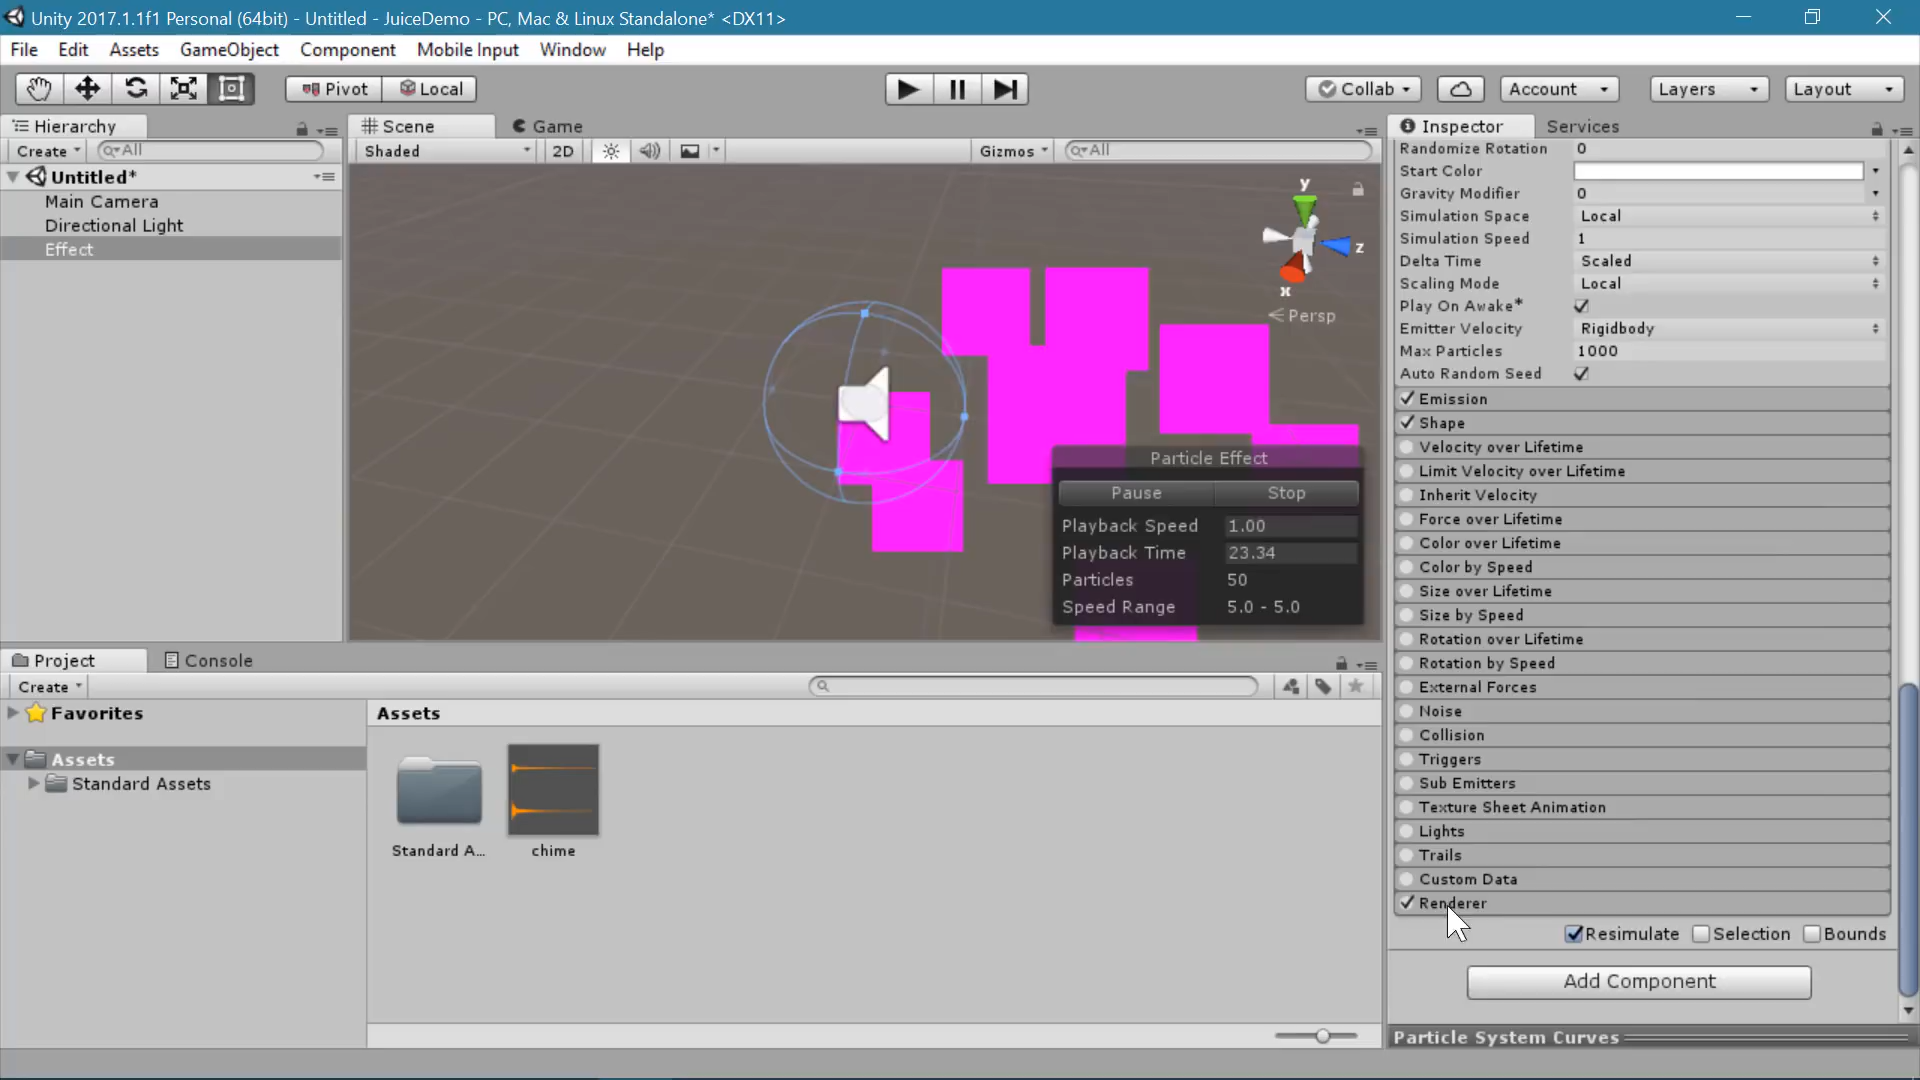 Unity 2017.1.1f1 Personal (64bit) - Untitled - JuiceDemo - PC, Mac & Linux Standalone* <DX11>
File Edit Assets GameObject Component Mobile Input Window Help
Pivot Local Collab Account Layers Layout
Hierarchy
Create All
Untitled*
Main Camera
Directional Light
Effect
Scene Game
Shaded 2D Gizmos All
y
z
x
Persp
Particle Effect
Pause Stop
Playback Speed 1.00
Playback Time 23.34
Particles 50
Speed Range 5.0 - 5.0
Project Console
Create
Favorites
Assets
Standard Assets
Assets
Standard A...
chime
Inspector Services
Randomize Rotation 0
Start Color
Gravity Modifier 0
Simulation Space Local
Simulation Speed 1
Delta Time Scaled
Scaling Mode Local
Play On Awake*
Emitter Velocity Rigidbody
Max Particles 1000
Auto Random Seed
Emission
Shape
Velocity over Lifetime
Limit Velocity over Lifetime
Inherit Velocity
Force over Lifetime
Color over Lifetime
Color by Speed
Size over Lifetime
Size by Speed
Rotation over Lifetime
Rotation by Speed
External Forces
Noise
Collision
Triggers
Sub Emitters
Texture Sheet Animation
Lights
Trails
Custom Data
Renderer
Resimulate Selection Bounds
Add Component
Particle System Curves